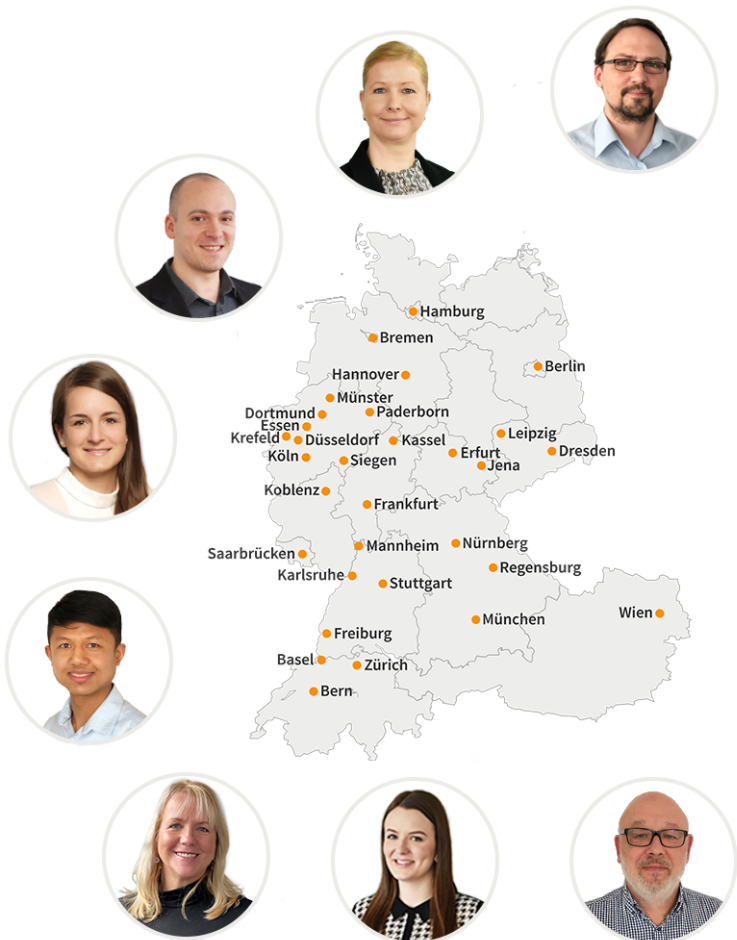 Hamburg
Bremen
Berlin
Hannover
Münster
Dortmund
Paderborn
Essen
Krefeld
Düsseldorf
Kassel
Leipzig
Köln
Siegen
Erfurt
Dresden
Jena
Koblenz
Frankfurt
Saarbrücken
Mannheim
Nürnberg
Karlsruhe
Stuttgart
Regensburg
München
Wien
Freiburg
Basel
Zürich
Bern